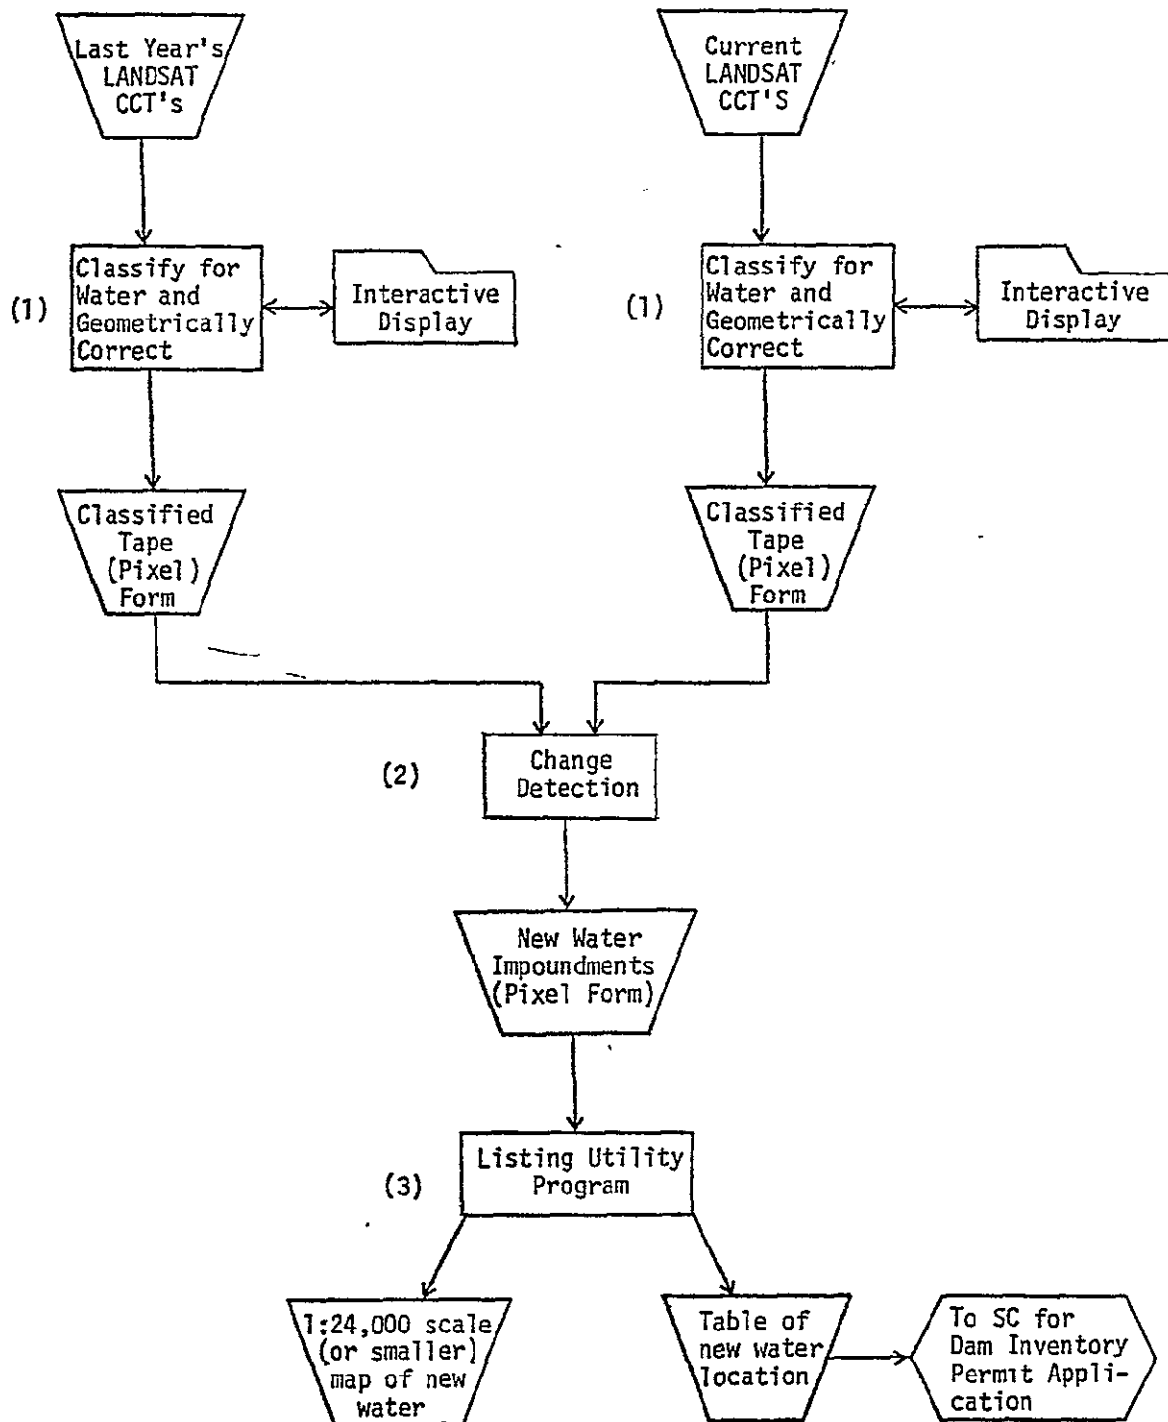 Last Year's
LANDSAT
CCT's
Current
LANDSAT
CCT'S
(1)
Classify for
Water and
Geometrically
Correct
Interactive
Display
(1)
Classify for
Water and
Geometrically
Correct
Interactive
Display
Classified
Tape
(Pixel)
Form
Classified
Tape
(Pixel)
Form
(2)
Change
Detection
New Water
Impoundments
(Pixel Form)
(3)
Listing Utility
Program
1:24,000 scale
(or smaller)
map of new
water
Table of
new water
location
To SC for
Dam Inventory
Permit Appli-
cation